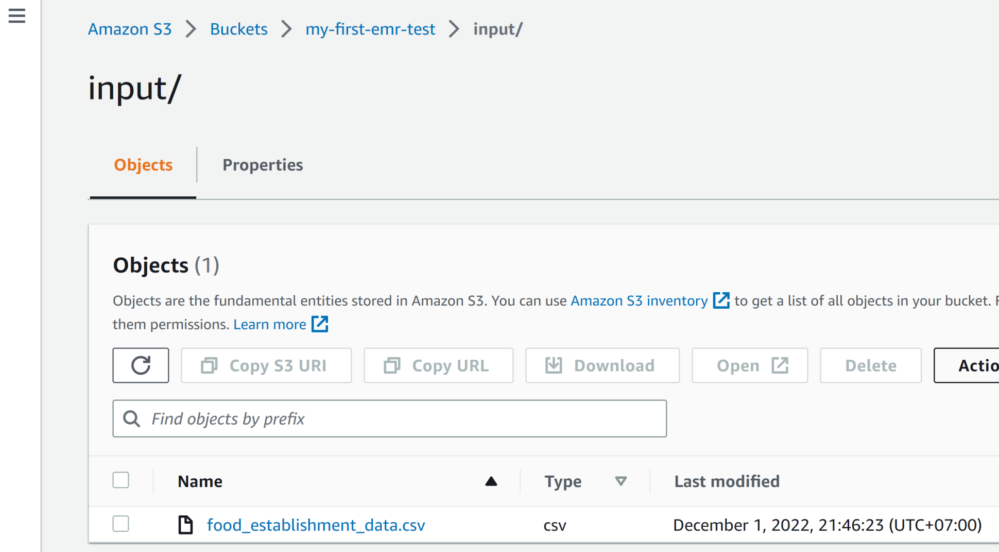 Amazon S3 > Buckets > my-first-emr-test > input/
input/
Objects Properties
Objects (1)
Objects are the fundamental entities stored in Amazon S3. You can use Amazon S3 inventory to get a list of all objects in your bucket.
them permissions. Learn more
Copy S3 URI Copy URL Download Open Delete Actio
Find objects by prefix
Name Type Last modified
food_establishment_data.csv csv December 1, 2022, 21:46:23 (UTC+07:00)